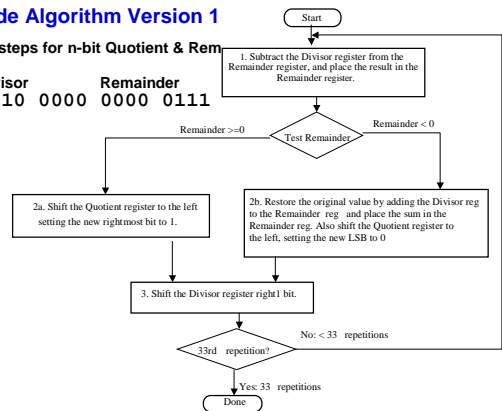 de Algorithm Version 1
steps for n-bit Quotient & Rem
isor Remainder
10 0000 0000 0111
Start
1. Subtract the Divisor register from the
Remainder register, and place the result in the
Remainder register.
Remainder >=0
Remainder < 0
Test Remainder
2a. Shift the Quotient register to the left
setting the new rightmost bit to 1.
2b. Restore the original value by adding the Divisor reg
to the Remainder reg and place the sum in the
Remainder reg. Also shift the Quotient register to
the left, setting the new LSB to 0
3. Shift the Divisor register right1 bit.
33rd repetition?
No: < 33 repetitions
Yes: 33 repetitions
Done